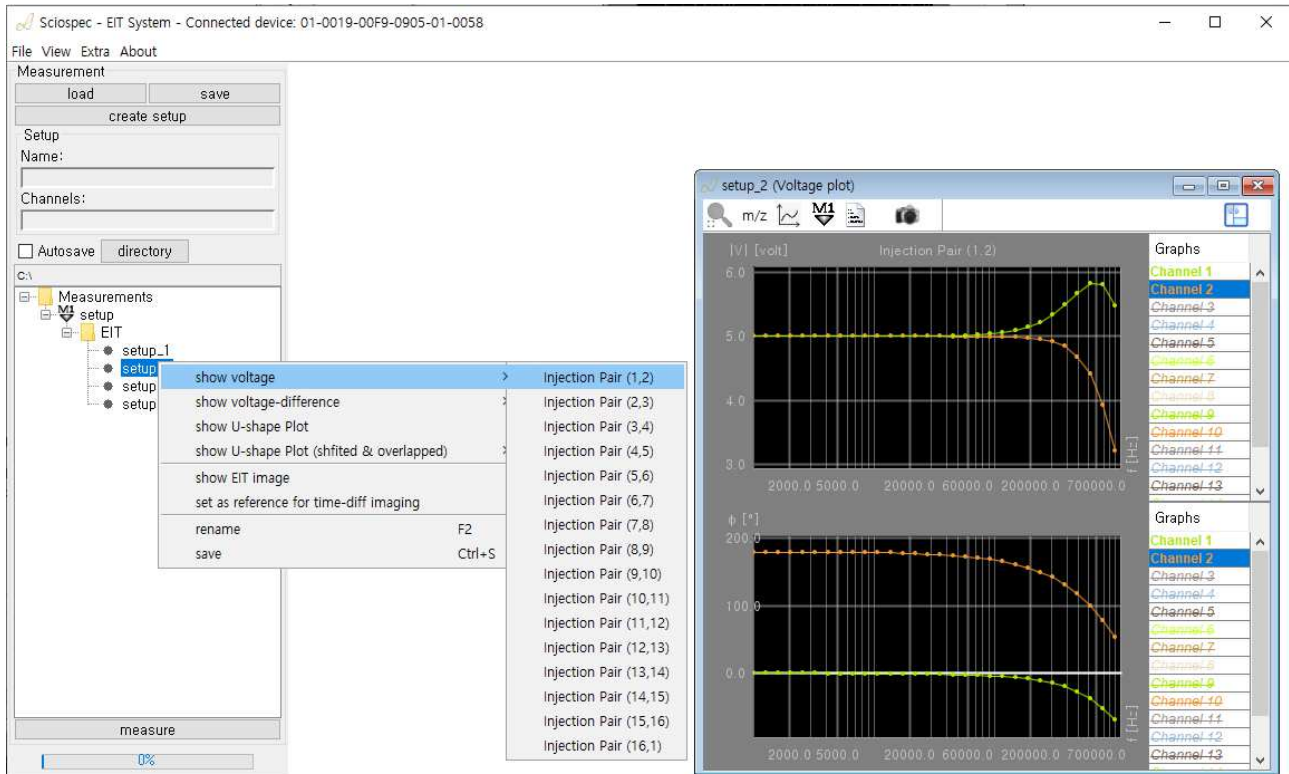 Sciospec - EIT System - Connected device: 01-0019-00F9-0905-01-0058
File View Extra About
Measurement
load save
create setup
Setup
Name:
Channels:
Autosave directory
C:\
Measurements
M1 setup
EIT
setup_1
setup
setup
setup
measure
0%
show voltage
show voltage-difference
show U-shape Plot
show U-shape Plot (shfited & overlapped)
show EIT image
set as reference for time-diff imaging
rename F2
save Ctrl+S
Injection Pair (1,2)
Injection Pair (2,3)
Injection Pair (3,4)
Injection Pair (4,5)
Injection Pair (5,6)
Injection Pair (6,7)
Injection Pair (7,8)
Injection Pair (8,9)
Injection Pair (9,10)
Injection Pair (10,11)
Injection Pair (11,12)
Injection Pair (12,13)
Injection Pair (13,14)
Injection Pair (14,15)
Injection Pair (15,16)
Injection Pair (16,1)
setup_2 (Voltage plot)
m/z M1
|V| [volt] Injection Pair (1,2)
6.0
5.0
4.0
3.0
f [Hz]
2000.0 5000.0 20000.0 60000.0 200000.0 700000.0
Graphs
Channel 1
Channel 2
Channel 3
Channel 4
Channel 5
Channel 6
Channel 7
Channel 8
Channel 9
Channel 10
Channel 11
Channel 12
Channel 13
ϕ [°]
200.0
100.0
0.0
f [Hz]
2000.0 5000.0 20000.0 60000.0 200000.0 700000.0
Graphs
Channel 1
Channel 2
Channel 3
Channel 4
Channel 5
Channel 6
Channel 7
Channel 8
Channel 9
Channel 10
Channel 11
Channel 12
Channel 13